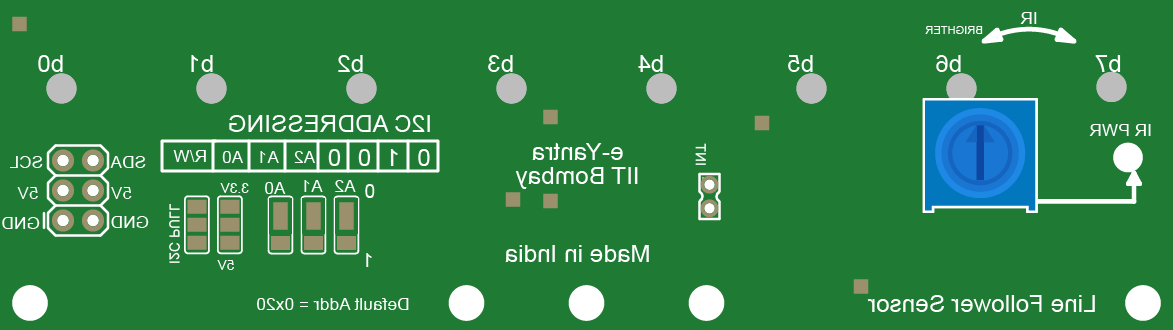 IR
BRIGHTER
b7 b6 b5 b4 b3 b2 b1 b0
I2C ADDRESSING
0 1 0 0 A2 A1 A0 R/W
IR PWR
e-Yantra
IIT Bombay
INT
SDA SCL
5V 5V
GND GND
0 A2 A1 A0 3.3V
I2C PULL
1
5V
Made in India
Line Follower Sensor
Default Addr = 0x20